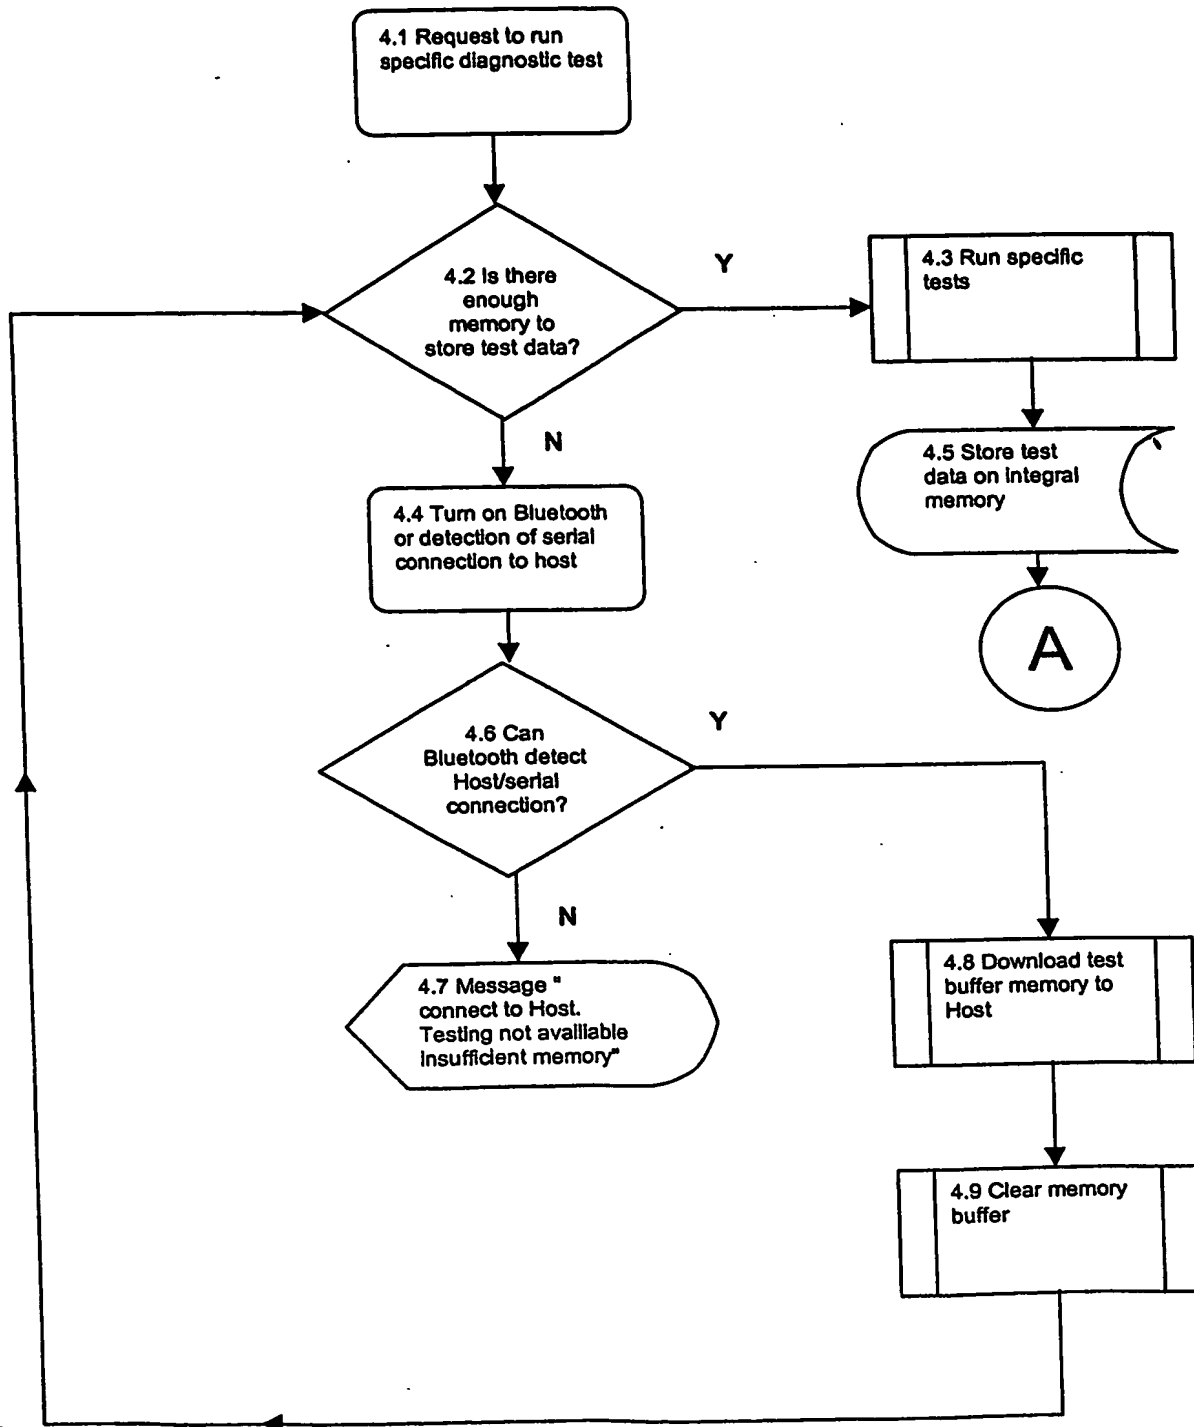 4.1 Request to run
specific diagnostic test
4.2 Is there
enough
memory to
store test data?
Y
4.3 Run specific
tests
N
4.5 Store test
data on integral
memory
4.4 Turn on Bluetooth
or detection of serial
connection to host
A
4.6 Can
Bluetooth detect
Host/serial
connection?
Y
N
4.7 Message "
connect to Host.
Testing not availiable
insufficient memory"
4.8 Download test
buffer memory to
Host
4.9 Clear memory
buffer